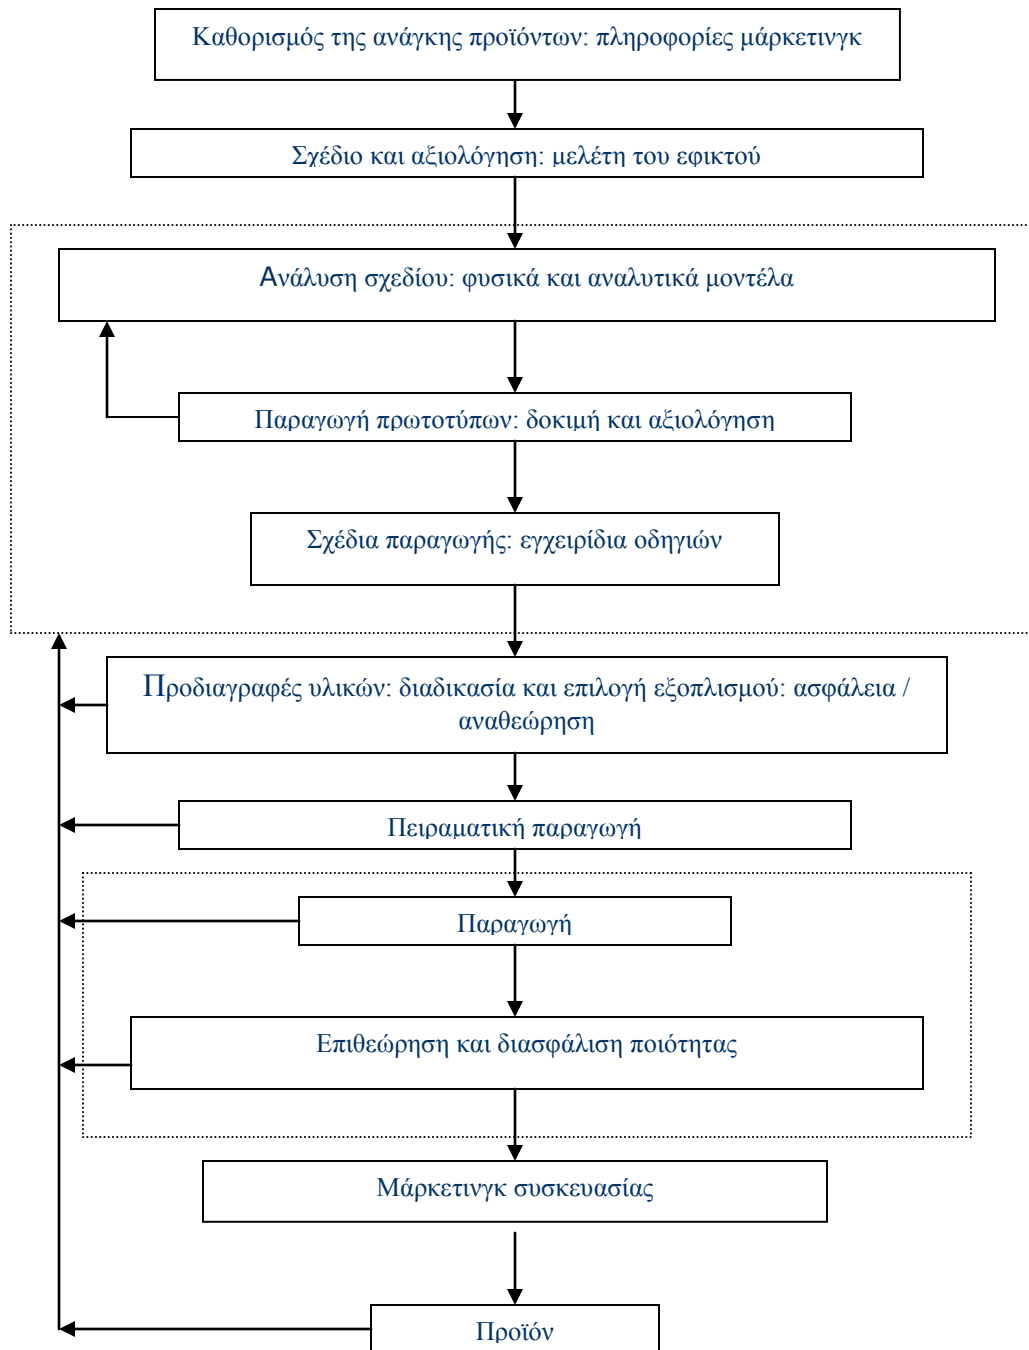 Καθορισμός της ανάγκης προϊόντων: πληροφορίες μάρκετινγκ
Σχέδιο και αξιολόγηση: μελέτη του εφικτού
Ανάλυση σχεδίου: φυσικά και αναλυτικά μοντέλα
Παραγωγή πρωτοτύπων: δοκιμή και αξιολόγηση
Σχέδια παραγωγής: εγχειρίδια οδηγιών
Προδιαγραφές υλικών: διαδικασία και επιλογή εξοπλισμού: ασφάλεια /
αναθεώρηση
Πειραματική παραγωγή
Παραγωγή
Επιθεώρηση και διασφάλιση ποιότητας
Μάρκετινγκ συσκευασίας
Προϊόν